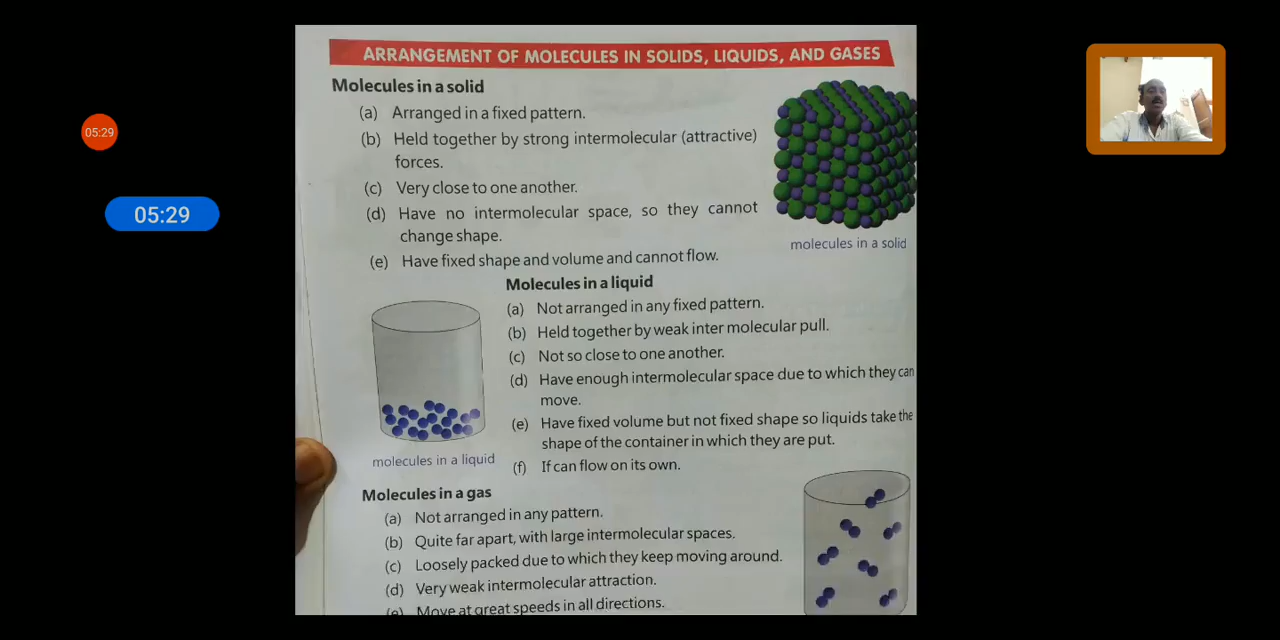 ARRANGEMENT OF MOLECULES IN SOLIDS, LIQUIDS, AND GASES
Molecules in a solid
(a) Arranged in a fixed pattern.
(b) Held together by strong intermolecular (attractive)
forces.
(c) Very close to one another.
(d) Have no intermolecular space, so they cannot
change shape.
(e) Have fixed shape and volume and cannot flow.
molecules in a solid
Molecules in a liquid
(a) Not arranged in any fixed pattern.
(b) Held together by weak inter molecular pull.
(c) Not so close to one another.
(d) Have enough intermolecular space due to which they can
move.
(e) Have fixed volume but not fixed shape so liquids take the
shape of the container in which they are put.
(f) If can flow on its own.
molecules in a liquid
Molecules in a gas
(a) Not arranged in any pattern.
(b) Quite far apart, with large intermolecular spaces.
(c) Loosely packed due to which they keep moving around.
(d) Very weak intermolecular attraction.
(e) Move at great speeds in all directions.
05:29
05:29